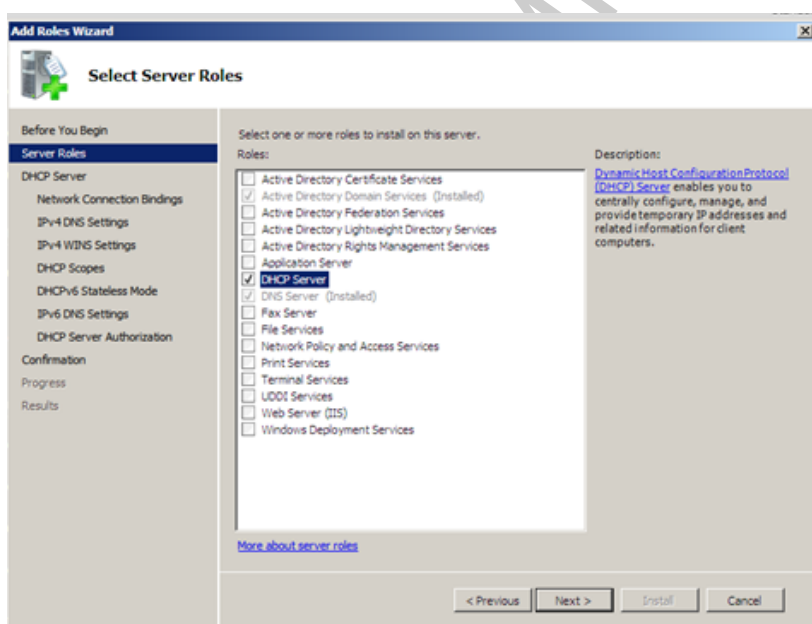 Add Roles Wizard
Select Server Roles
Before You Begin
Server Roles
DHCP Server
Network Connection Bindings
IPv4 DNS Settings
IPv4 WINS Settings
DHCP Scopes
DHCPv6 Stateless Mode
IPv6 DNS Settings
DHCP Server Authorization
Confirmation
Progress
Results
Select one or more roles to install on this server.
Roles:
Active Directory Certificate Services
Active Directory Domain Services (Installed)
Active Directory Federation Services
Active Directory Lightweight Directory Services
Active Directory Rights Management Services
Application Server
DHCP Server
DNS Server (Installed)
Fax Server
File Services
Network Policy and Access Services
Print Services
Terminal Services
UDDI Services
Web Server (IIS)
Windows Deployment Services
More about server roles
Description:
Dynamic Host Configuration Protocol
(DHCP) Server enables you to
centrally configure, manage, and
provide temporary IP addresses and
related information for client
computers.
< Previous
Next >
Install
Cancel